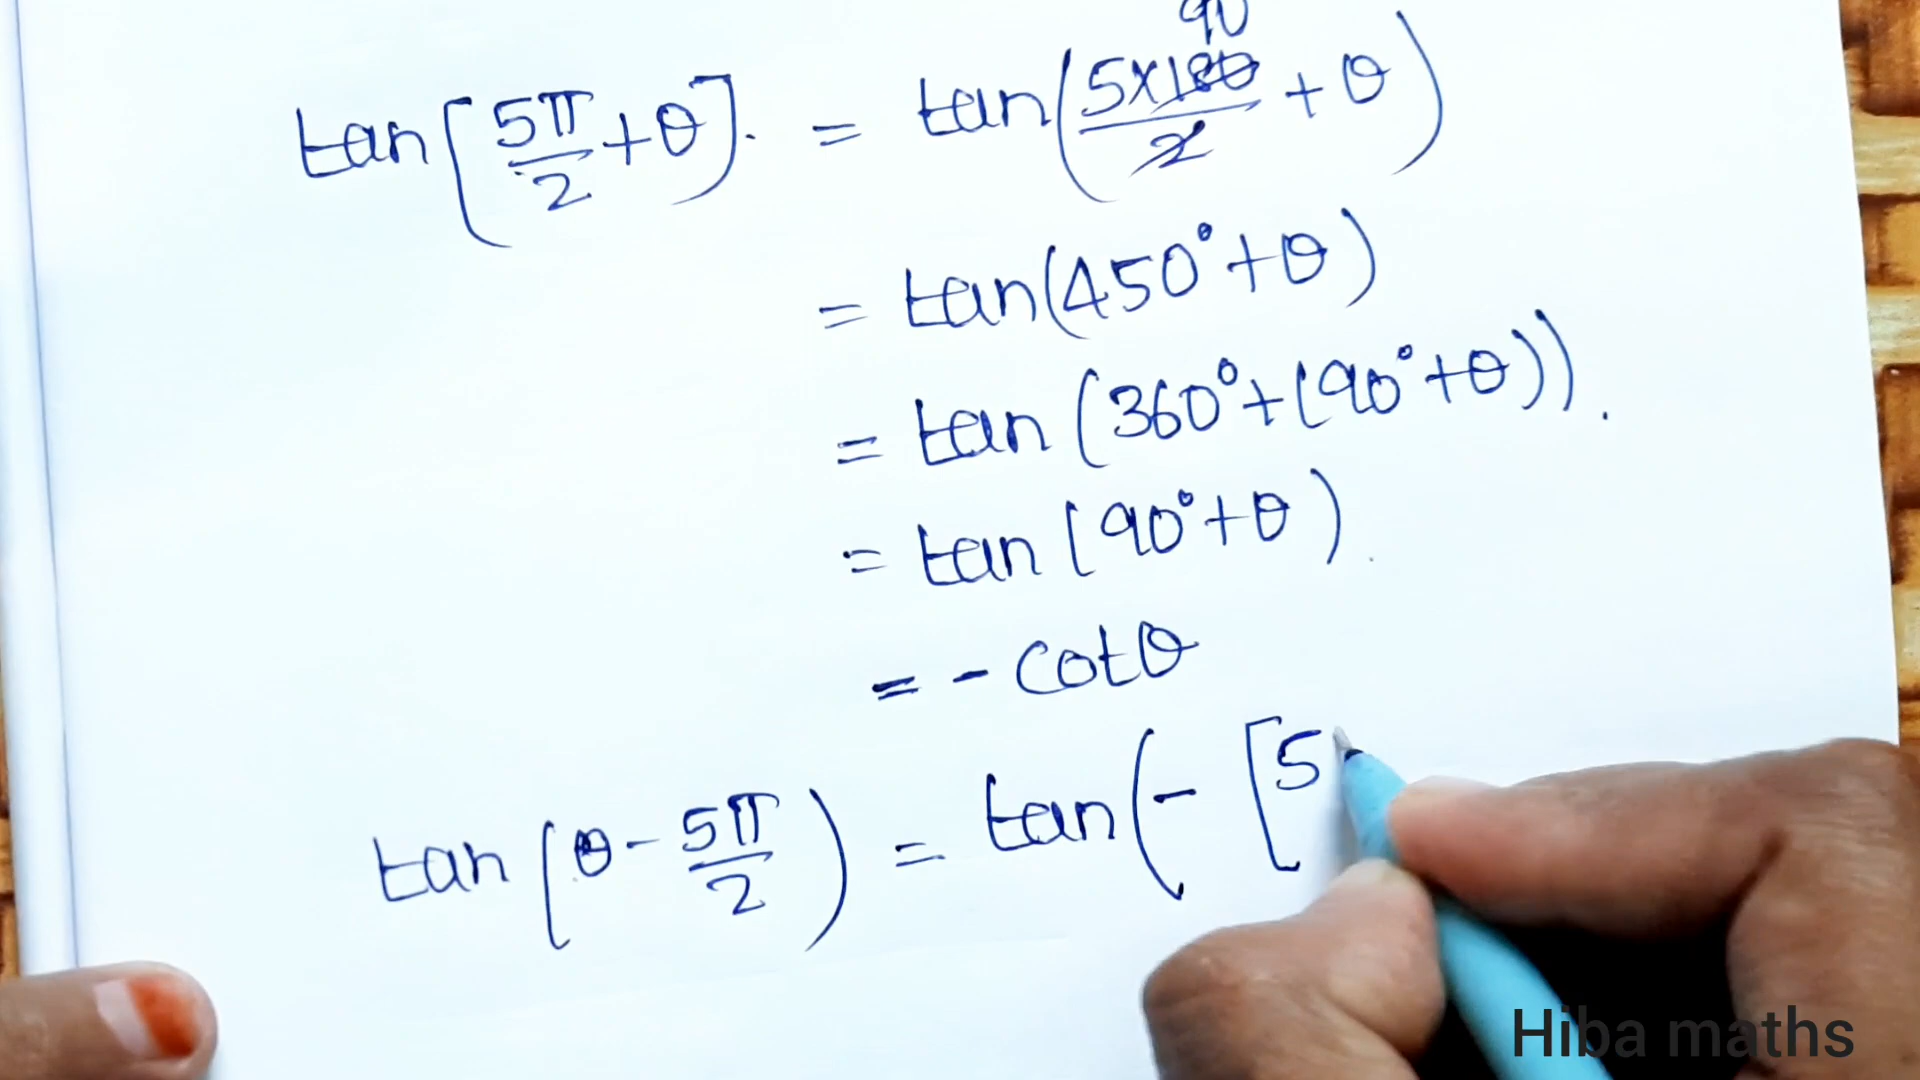 90
tan[5π/2+θ]. = tan(5×180/2 + θ)
= tan(450°+θ)
= tan(360°+(90°+θ)).
= tan(90°+θ).
= - cotθ
tan(θ-5π/2) = tan(- [5
Hiba maths